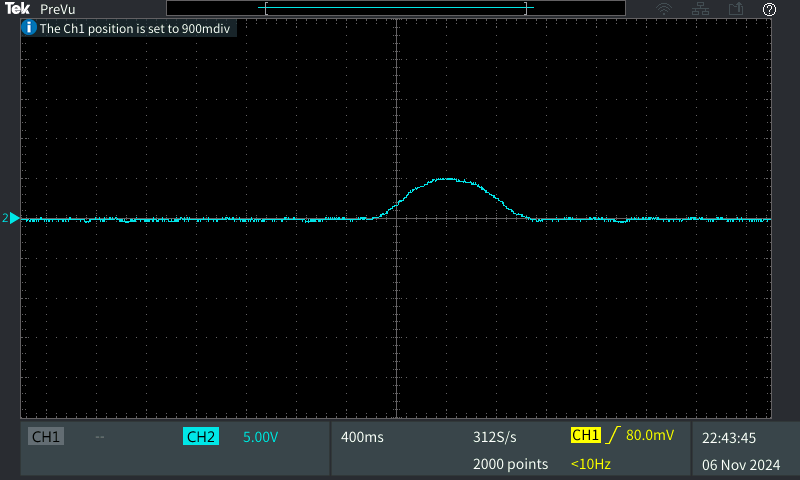 Tek PreVu
The Ch1 position is set to 900mdiv
2
CH1 -- CH2 5.00V 400ms 312S/s CH1 80.0mV 22:43:45
2000 points <10Hz 06 Nov 2024